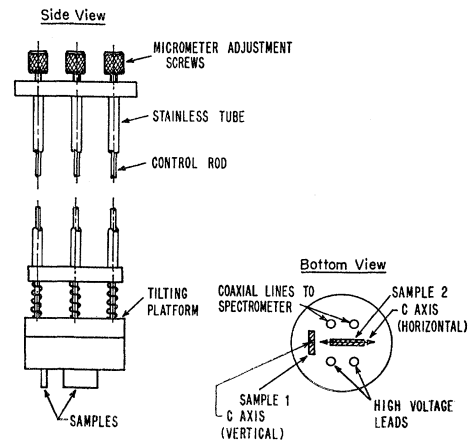 Side View
MICROMETER ADJUSTMENT
SCREWS
STAINLESS TUBE
CONTROL ROD
TILTING
PLATFORM
SAMPLES
Bottom View
COAXIAL LINES TO
SPECTROMETER
SAMPLE 2
C AXIS
(HORIZONTAL)
SAMPLE 1
C AXIS
(VERTICAL)
HIGH VOLTAGE
LEADS